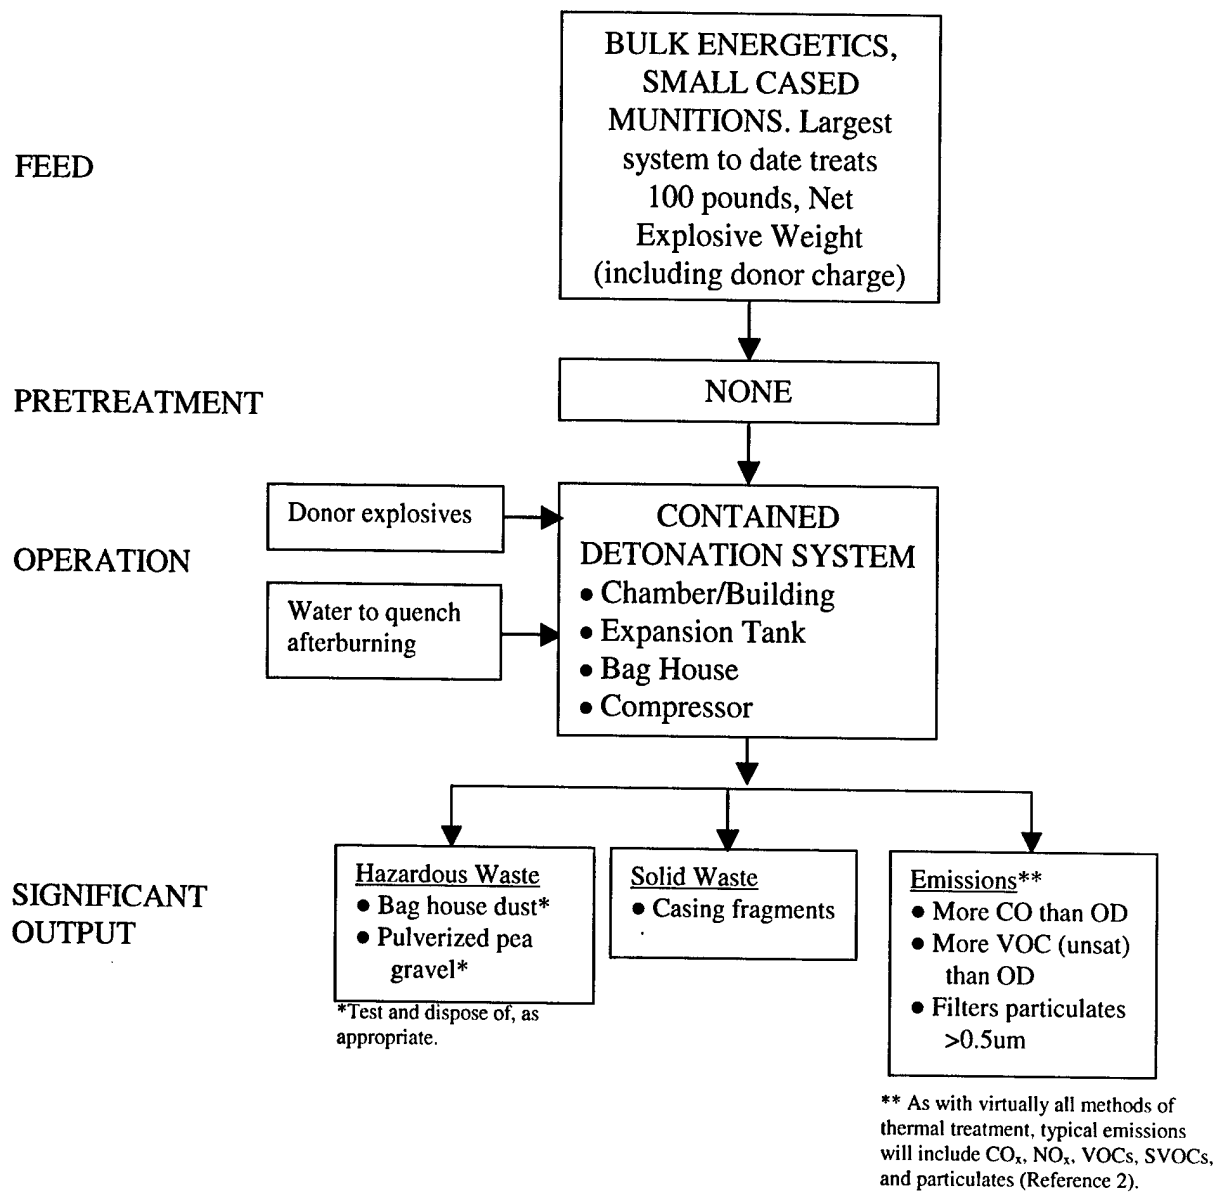 BULK ENERGETICS,
SMALL CASED
MUNITIONS. Largest
system to date treats
100 pounds, Net
Explosive Weight
(including donor charge)
FEED
PRETREATMENT
NONE
OPERATION
Donor explosives
Water to quench
afterburning
CONTAINED
DETONATION SYSTEM
● Chamber/Building
● Expansion Tank
● Bag House
● Compressor
SIGNIFICANT
OUTPUT
Hazardous Waste
● Bag house dust*
● Pulverized pea
gravel*
*Test and dispose of, as
appropriate.
Solid Waste
● Casing fragments
Emissions**
● More CO than OD
● More VOC (unsat)
than OD
● Filters particulates
>0.5um
** As with virtually all methods of
thermal treatment, typical emissions
will include COx, NOx, VOCs, SVOCs,
and particulates (Reference 2).